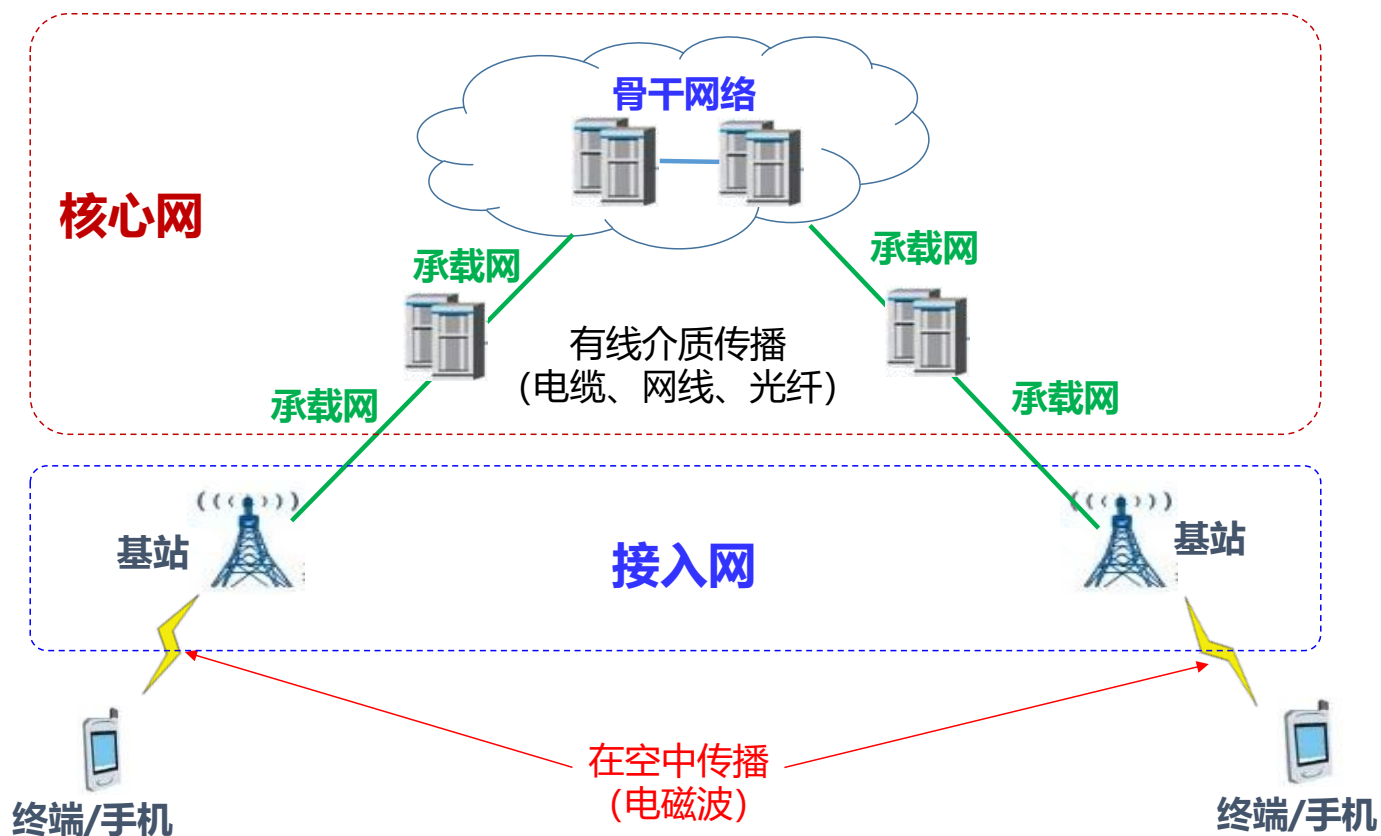 骨干网络
核心网
承载网
承载网
有线介质传播
（电缆、网线、光纤）
承载网
承载网
基站
接入网
基站
在空中传播
（电磁波）
终端/手机
终端/手机